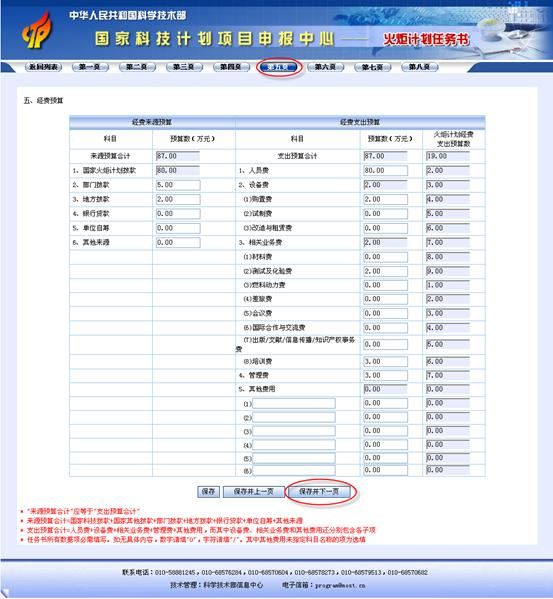 中华人民共和国科学技术部
国家科技计划项目申报中心——火炬计划任务书
返回列表 第一页 第二页 第三页 第四页 第五页 第六页 第七页 第八页
五、经费预算
经费来源预算 经费支出预算
科目 预算数（万元） 科目 预算数（万元） 火炬计划经费支出预算数
来源预算合计 87.00 支出预算合计 87.00 19.00
1、国家火炬计划拨款 80.00 1、人员费 80.00 2.00
2、部门拨款 5.00 2、设备费 2.00 3.00
3、地方拨款 2.00 (1)购置费 2.00 4.00
4、银行贷款 0.00 (2)试制费 0.00 5.00
5、单位自筹 0.00 (3)改造与租赁费 0.00 6.00
6、其他来源 0.00 3、相关业务费 2.00 7.00
(1)材料费 0.00 8.00
(2)测试及化验费 2.00 9.00
(3)燃料动力费 0.00 1.00
(4)差旅费 0.00 2.00
(5)会议费 0.00 3.00
(6)国际合作与交流费 0.00 4.00
(7)出版/文献/信息传播/知识产权事务费 0.00 5.00
(8)培训费 3.00 6.00
4、管理费 3.00 7.00
5、其他费用 0.00 0.00
(1) 0.00 0.00
(2) 0.00 0.00
(3) 0.00 0.00
(4) 0.00 0.00
(5) 0.00 0.00
(6) 0.00 0.00
保存 保存并上一页 保存并下一页
* "来源预算合计"应等于"支出预算合计"
* 来源预算合计=国家科技拨款+国家其他拨款+部门拨款+地方拨款+银行贷款+单位自筹+其他来源
* 支出预算合计=人员费+设备费+相关业务费+管理费+其他费用，而其中设备费、相关业务费和其他费用还分别包含各子项
* 任务书所有数据项必需填写。如无具体内容，数字请填"0"，字符请填"/"。其中其他费用未指定科目名称的项为选填
联系电话：010-58881245，010-68576284，010-68570604，010-68578273，010-68579513，010-68570682
技术管理：科学技术部信息中心 电子信箱：program@most.cn